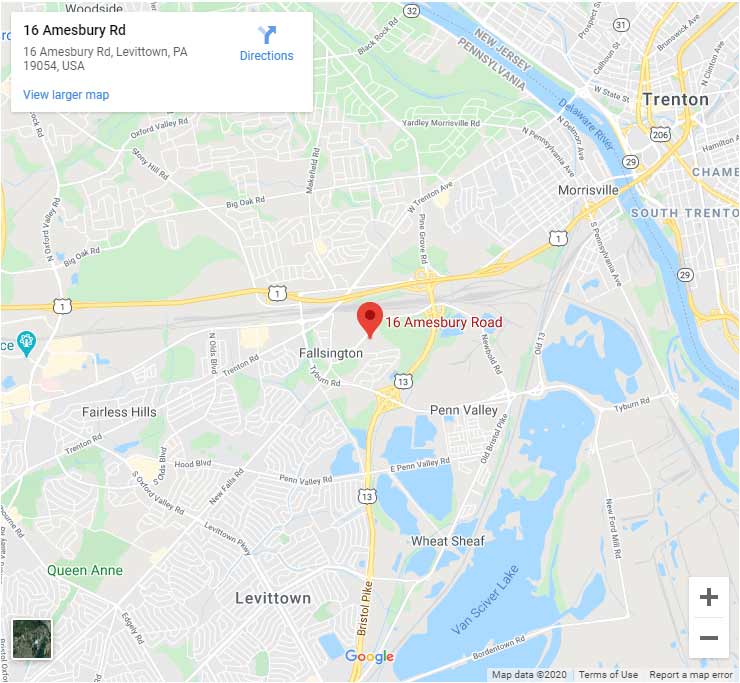 16 Amesbury Rd
16 Amesbury Rd, Levittown, PA
19054, USA
Directions
View larger map
Woodside
32
31
Prospect St
Calhoun St
Brunswick Ave
N Clinton Ave
Black Rock Rd
NEW JERSEY
PENNSYLVANIA
W State St
Trenton
Delaware River
206
Hamilton A
Oxford Valley Rd
Yardley Morrisville Rd
N Pennsylvania Ave
N Delmorr Ave
29
Stony Hill Rd
Makefield Rd
CHAMB
W Trenton Ave
Morrisville
Big Oak Rd
Pine Grove Rd
SOUTH TRENTO
N Oxford Valley Rd
S Pennsylvania Ave
1
Big Oak Rd
29
1
1
16 Amesbury Road
ce
N Olds Blvd
Newbold Rd
Old 13
Fallsington
Trenton Rd
Tyburn Rd
13
Fairless Hills
Penn Valley
Tyburn Rd
Old Bristol Pike
Trenton Rd
S Olds Blvd
Hood Blvd
E Penn Valley Rd
Penn Valley Rd
S Oxford Valley Rd
New Falls Rd
13
New Ford Mill Rd
Levittown Pkwy
Wheat Sheaf
Queen Anne
Van Sciver Lake
Levittown
Bristol Pike
Edgely Rd
Bordentown Rd
Bristol Oxfo
Google
Map data ©2020
Terms of Use
Report a map error